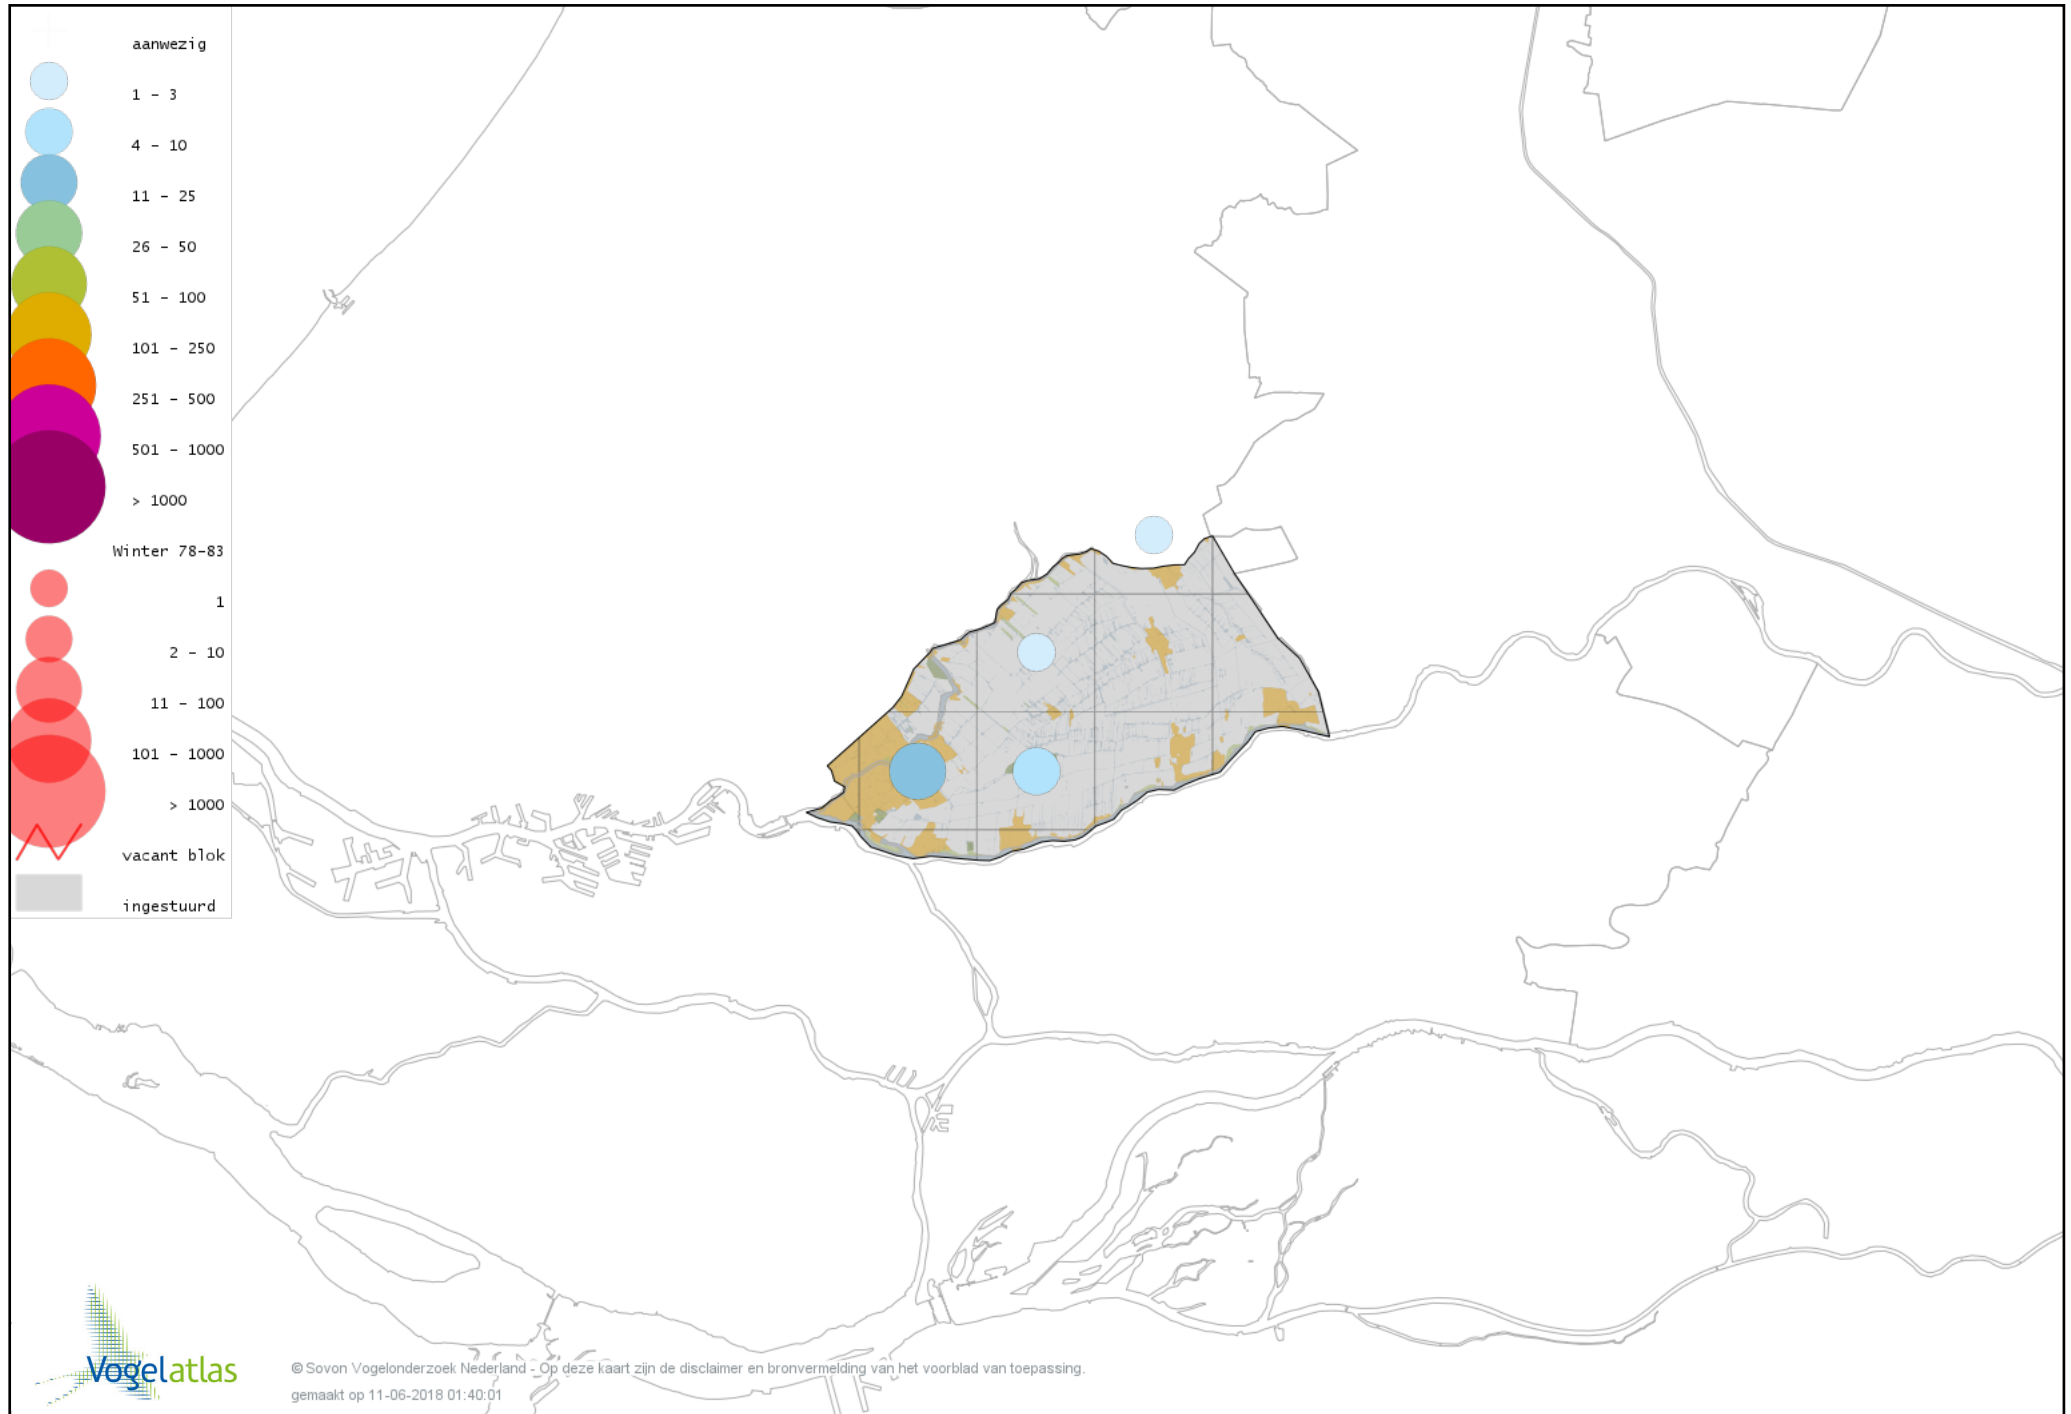 aanwezig
1 - 3
4 - 10
11 - 25
26 - 50
51 - 100
101 - 250
251 - 500
501 - 1000
> 1000
Winter 78-83
1
2 - 10
11 - 100
101 - 1000
> 1000
vacant blok
ingestuurd
Vogelatlas
© Sovon Vogelonderzoek Nederland - Op deze kaart zijn de disclaimer en bronvermelding van het voorblad van toepassing.
gemaakt op 11-06-2018 01:40:01